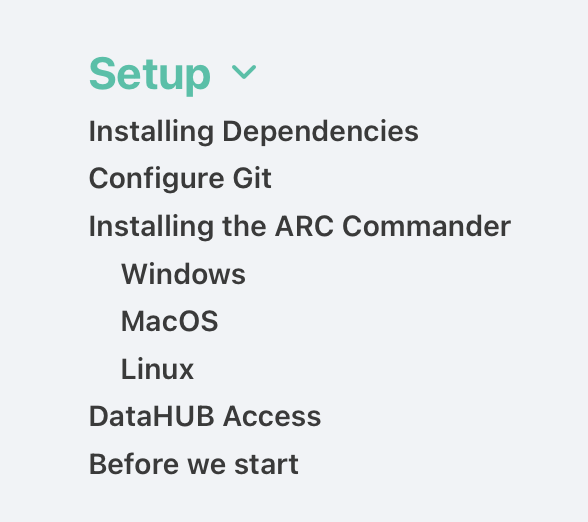 Setup
Installing Dependencies
Configure Git
Installing the ARC Commander
Windows
MacOS
Linux
DataHUB Access
Before we start